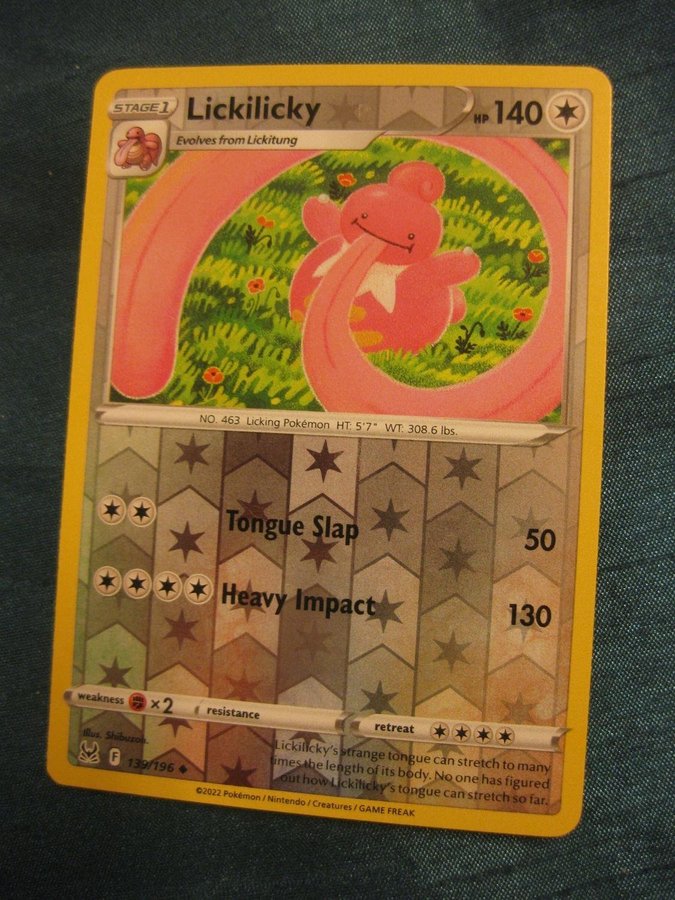 STAGE 1 Lickilicky HP 140
Evolves from Lickitung
NO. 463 Licking Pokémon HT: 5'7" WT: 308.6 lbs.
Tongue Slap 50
Heavy Impact 130
weakness ×2 resistance retreat
Illus. Shibuzoh.
Lickilicky's strange tongue can stretch to many
times the length of its body. No one has figured
out how Lickilicky's tongue can stretch so far.
F 139/196
©2022 Pokémon / Nintendo / Creatures / GAME FREAK